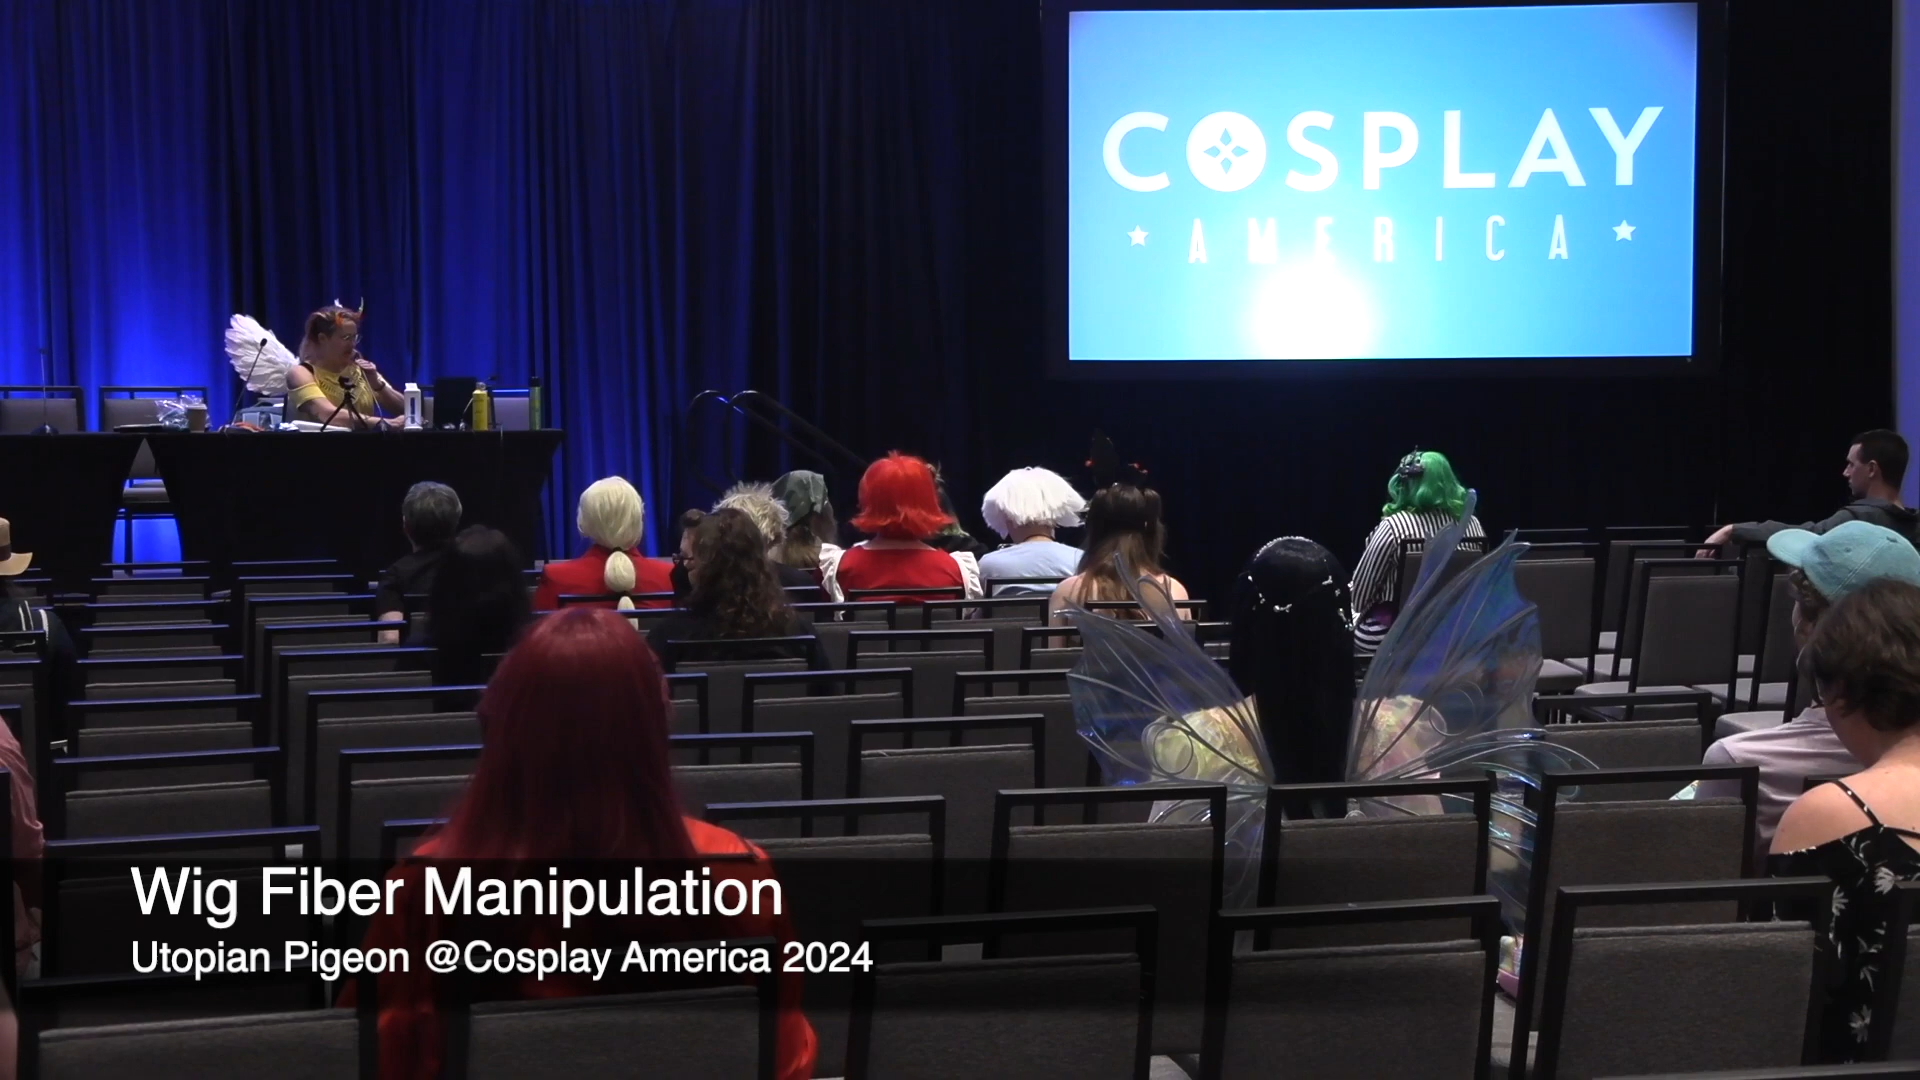 COSPLAY
AMERICA
Wig Fiber Manipulation
Utopian Pigeon @Cosplay America 2024